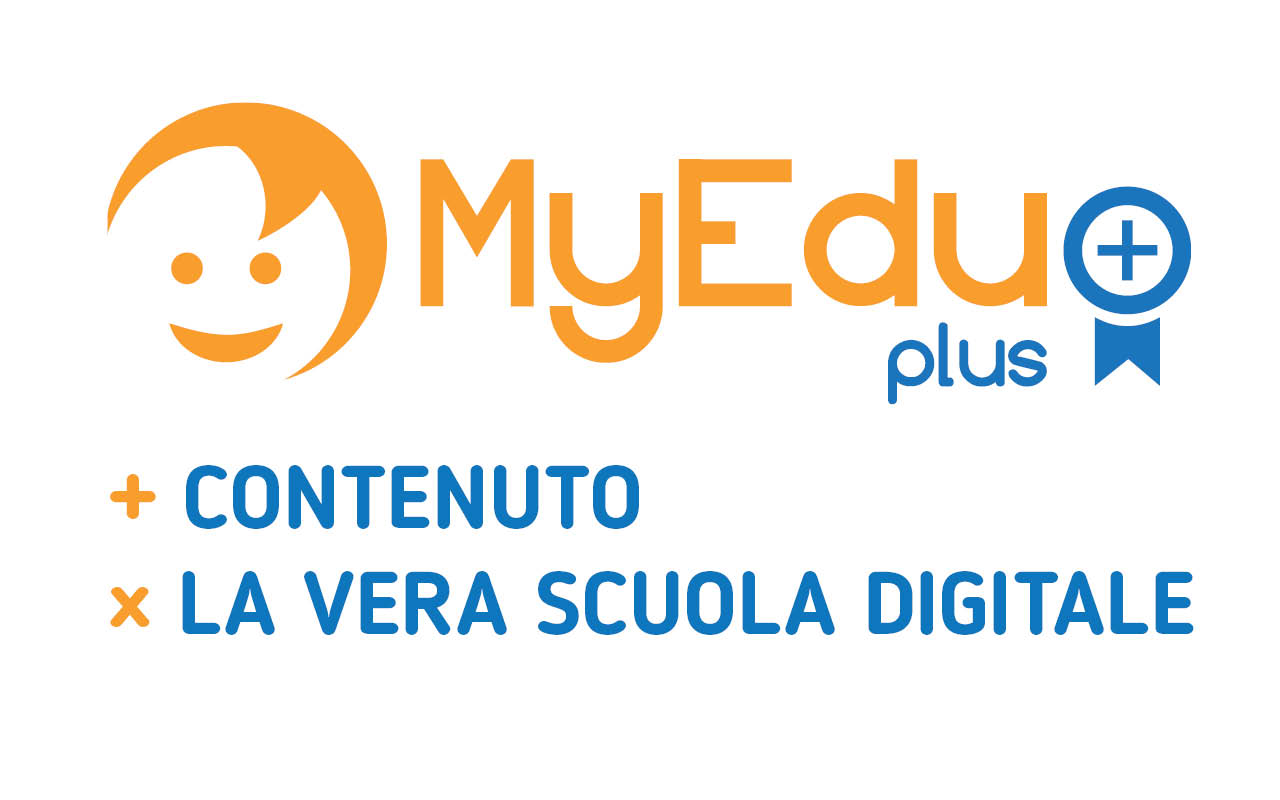 MyEdu+
plus
+ CONTENUTO
x LA VERA SCUOLA DIGITALE